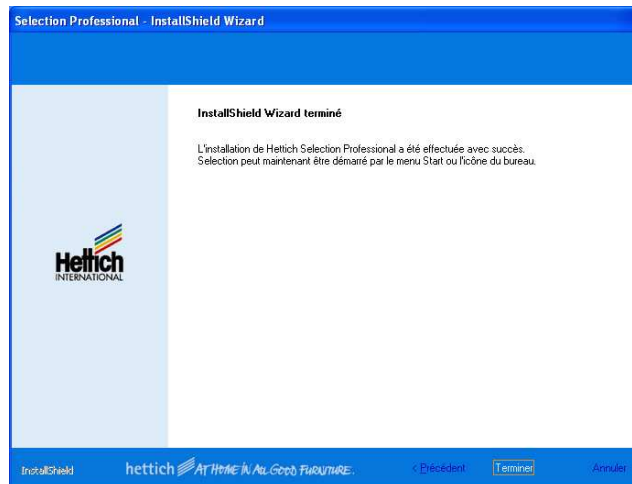 Selection Professional - InstallShield Wizard
InstallShield Wizard terminé
L'installation de Hettich Selection Professional a été effectuée avec succès.
Selection peut maintenant être démarré par le menu Start ou l'icône du bureau.
Hettich
INTERNATIONAL
InstallShield
hettich AT HOME IN ALL GOOD FURNITURE.
< Précédent
Terminer
Annuler